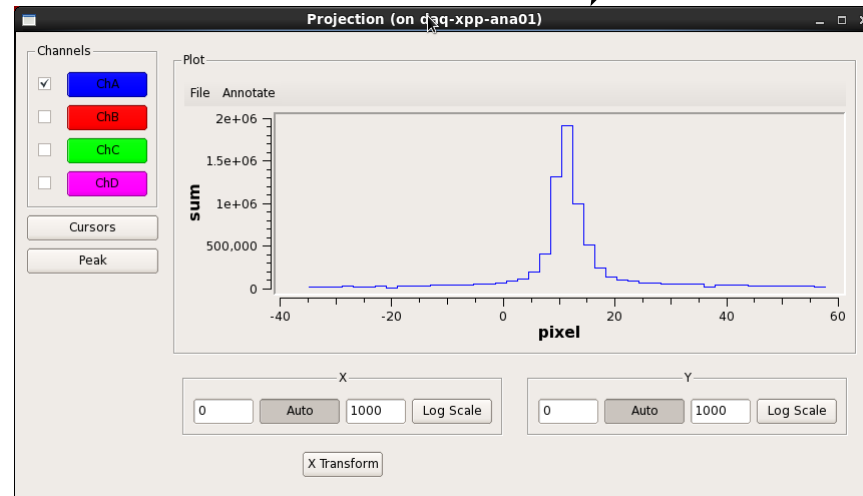 Projection (on daq-xpp-ana01)
Channels
ChA
ChB
ChC
ChD
Cursors
Peak
Plot
File Annotate
2e+06
1.5e+06
1e+06
500,000
0
sum
-40 -20 0 20 40 60
pixel
X
0 Auto 1000 Log Scale
Y
0 Auto 1000 Log Scale
X Transform